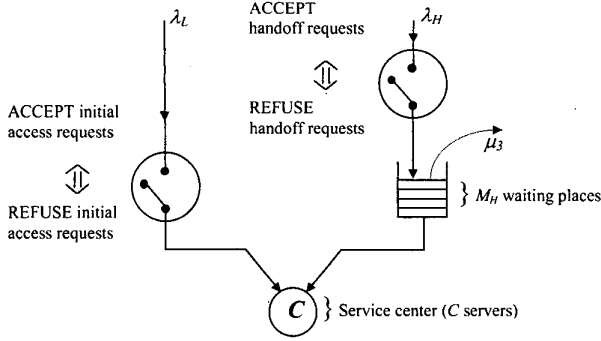 λL
ACCEPT
handoff requests
λH
REFUSE
handoff requests
ACCEPT initial
access requests
REFUSE initial
access requests
μ3
} MH waiting places
C
} Service center (C servers)